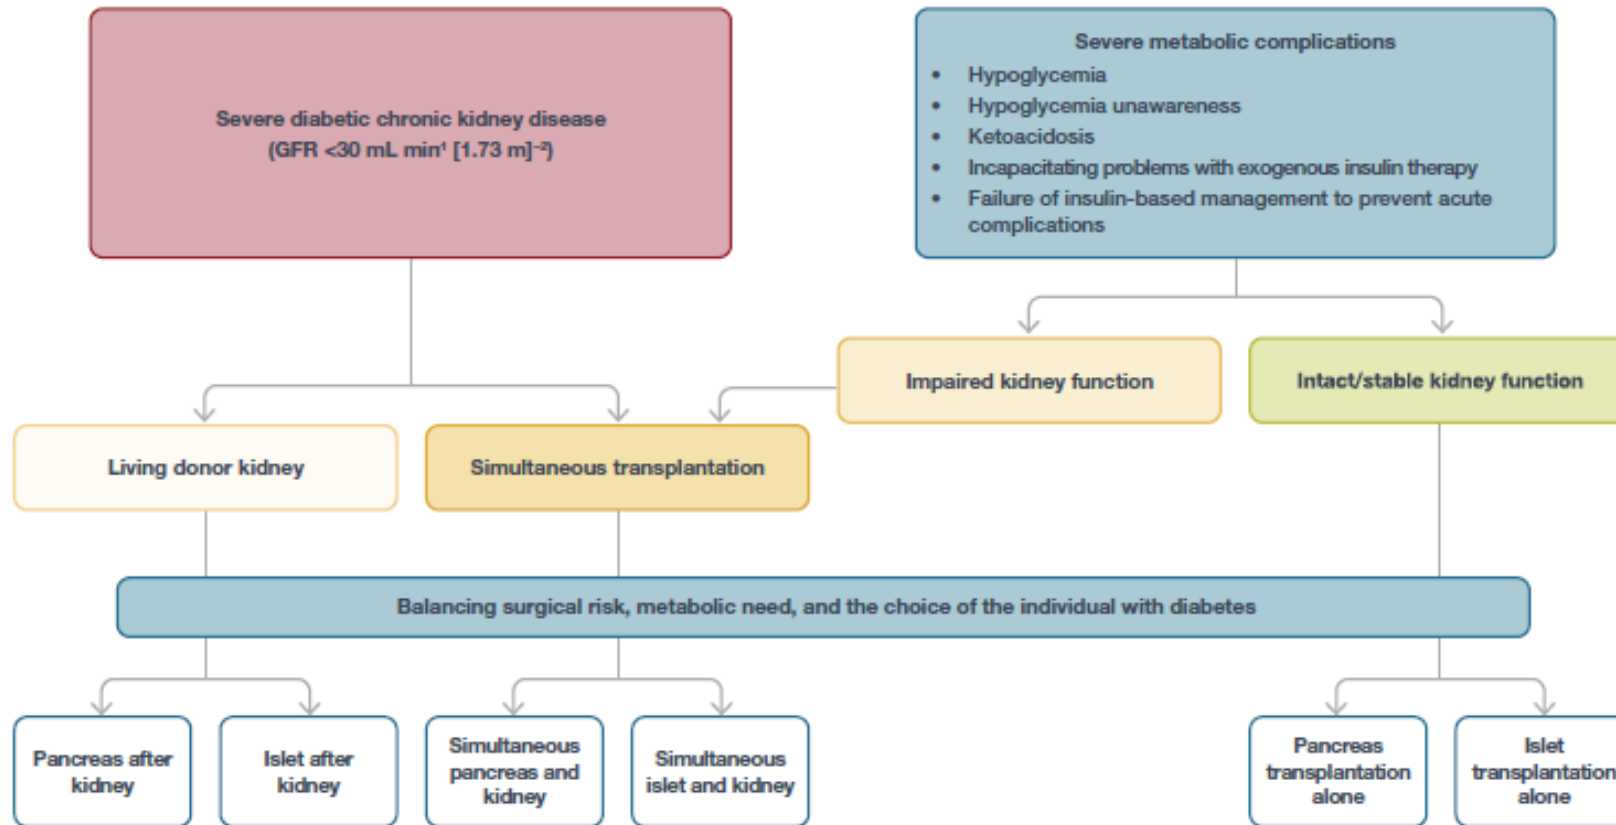 Severe diabetic chronic kidney disease
(GFR <30 mL min¹ [1.73 m]⁻²)
Severe metabolic complications
• Hypoglycemia
• Hypoglycemia unawareness
• Ketoacidosis
• Incapacitating problems with exogenous insulin therapy
• Failure of insulin-based management to prevent acute
complications
Impaired kidney function
Intact/stable kidney function
Living donor kidney
Simultaneous transplantation
Balancing surgical risk, metabolic need, and the choice of the individual with diabetes
Pancreas after
kidney
Islet after
kidney
Simultaneous
pancreas and
kidney
Simultaneous
islet and kidney
Pancreas
transplantation
alone
Islet
transplantation
alone